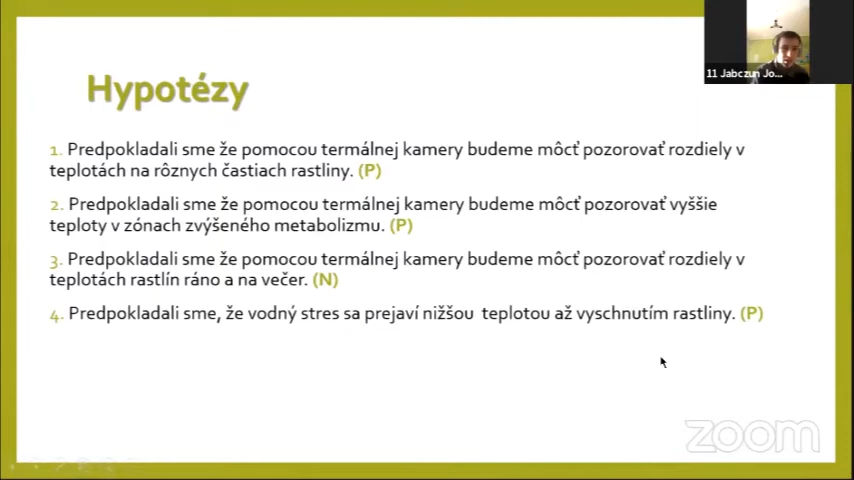 11 Jabczun Jo...
Hypotézy
1. Predpokladali sme že pomocou termálnej kamery budeme môcť pozorovať rozdiely v
teplotách na rôznych častiach rastliny. (P)
2. Predpokladali sme že pomocou termálnej kamery budeme môcť pozorovať vyššie
teploty v zónach zvýšeného metabolizmu. (P)
3. Predpokladali sme že pomocou termálnej kamery budeme môcť pozorovať rozdiely v
teplotách rastlín ráno a na večer. (N)
4. Predpokladali sme, že vodný stres sa prejaví nižšou teplotou až vyschnutím rastliny. (P)
zoom